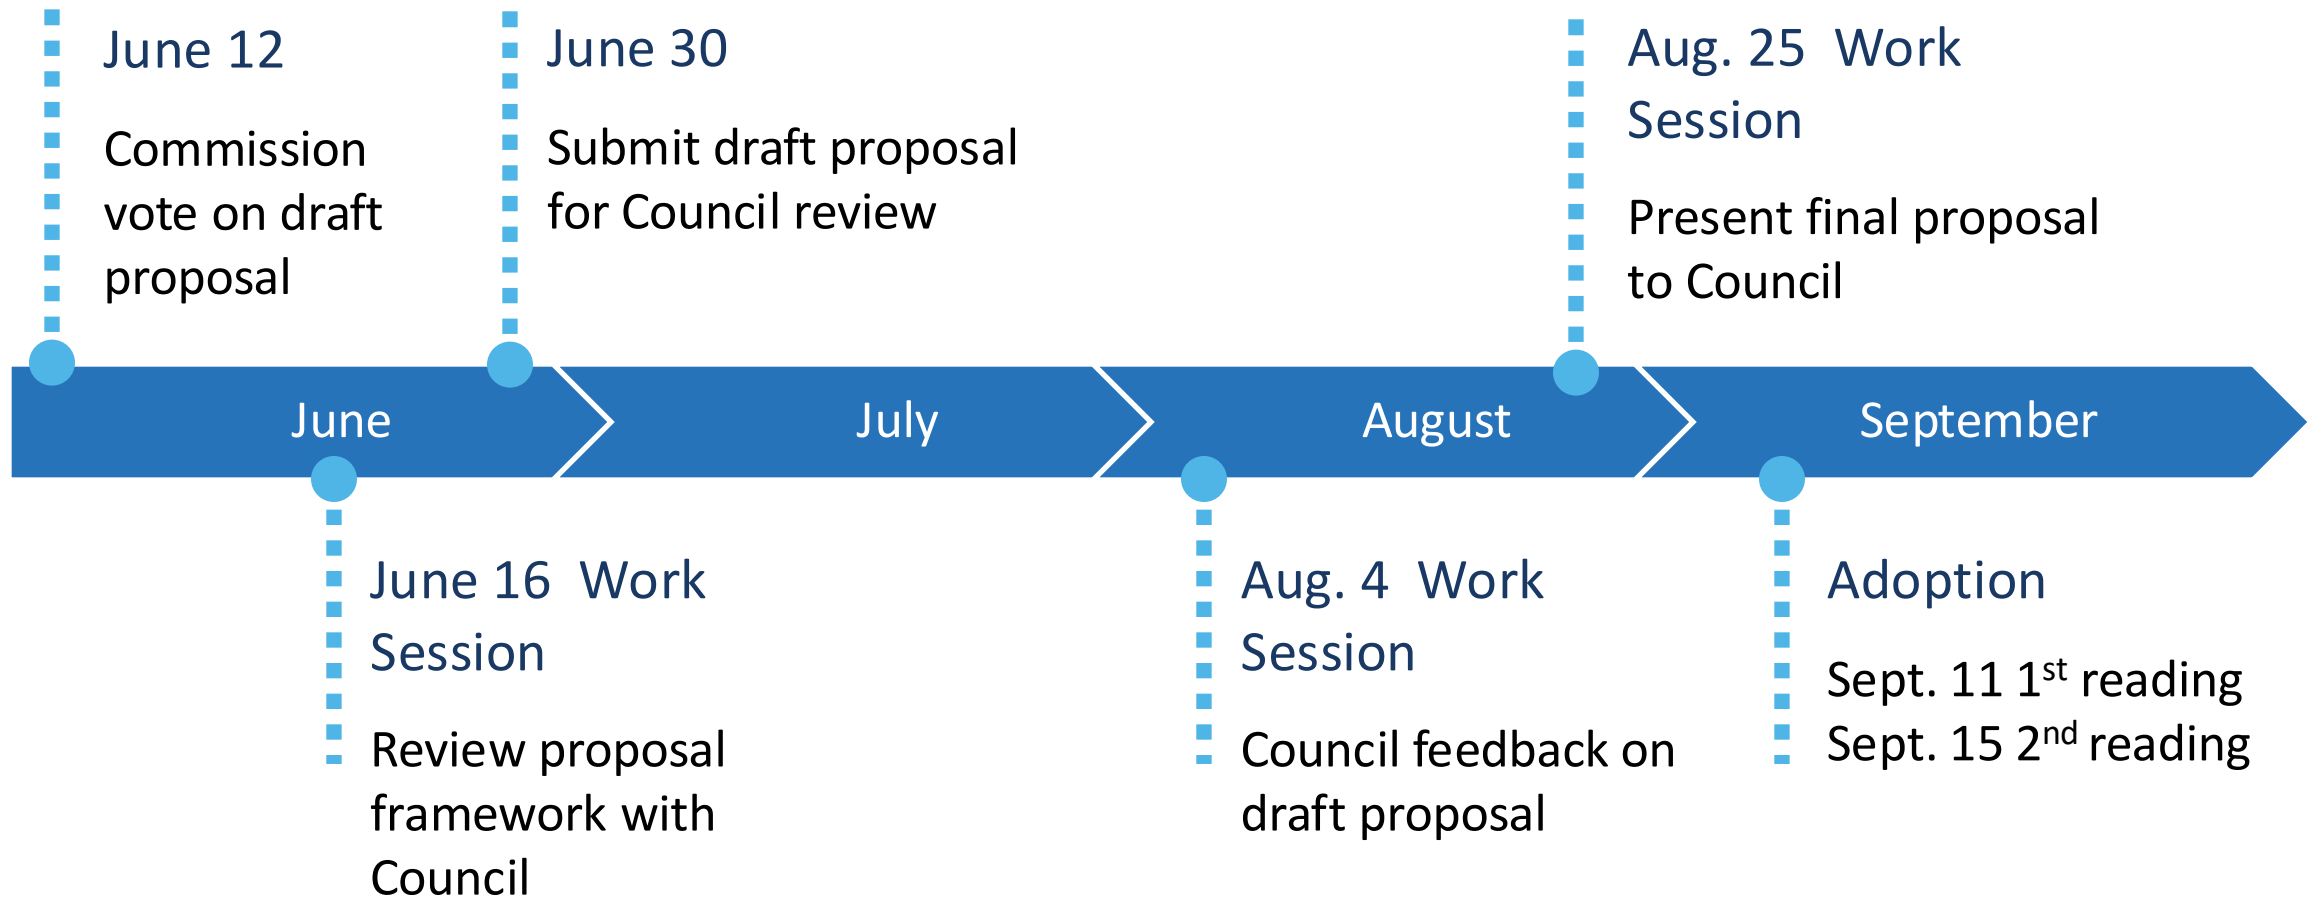 June 12
Commission
vote on draft
proposal
June 30
Submit draft proposal
for Council review
Aug. 25  Work
Session
Present final proposal
to Council
June
July
August
September
June 16  Work
Session
Review proposal
framework with
Council
Aug. 4  Work
Session
Council feedback on
draft proposal
Adoption
Sept. 11 1st reading
Sept. 15 2nd reading